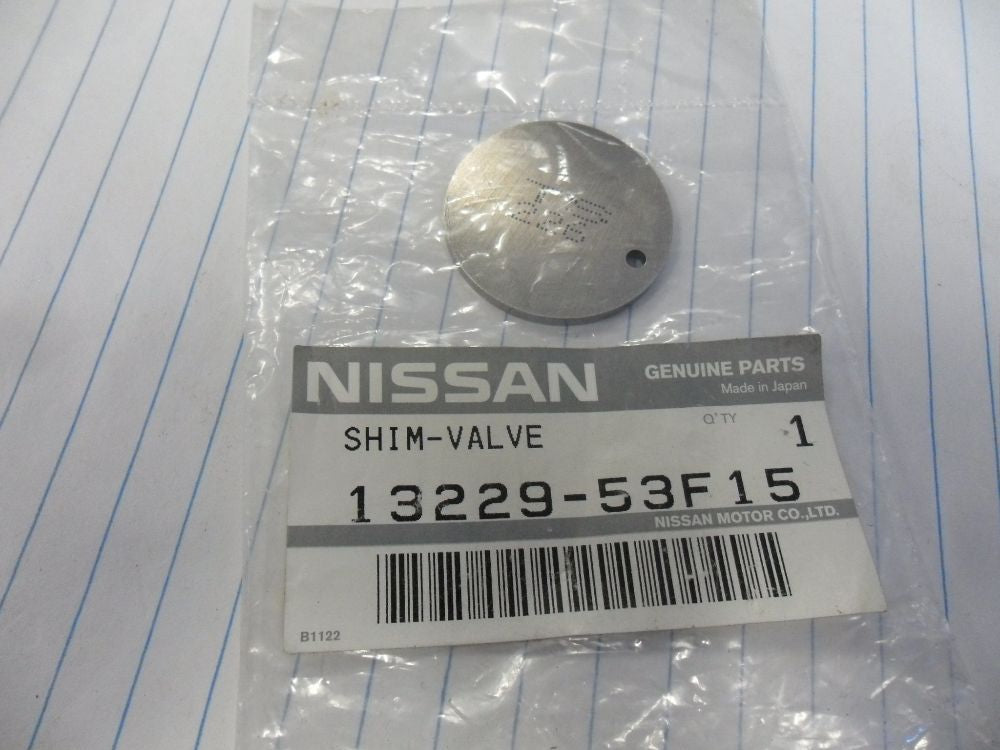 NISSAN
GENUINE PARTS
Made in Japan
SHIM-VALVE
Q'TY
1
13229-53F15
NISSAN MOTOR CO.,LTD.
B1122